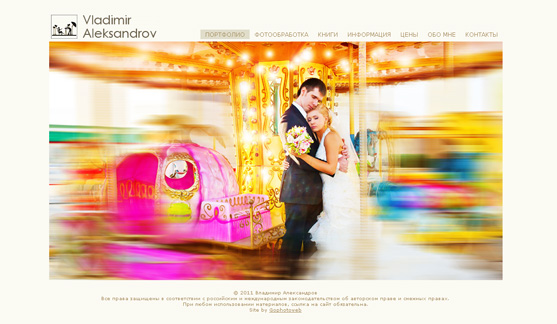 Vladimir
Aleksandrov
ПОРТФОЛИО ФОТООБРАБОТКА КНИГИ ИНФОРМАЦИЯ ЦЕНЫ ОБО МНЕ КОНТАКТЫ
© 2011 Владимир Александров
Все права защищены в соответствии с российским и международным законодательством об авторском праве и смежных правах.
При любом использовании материалов, ссылка на сайт обязательна.
Site by Gophotoweb